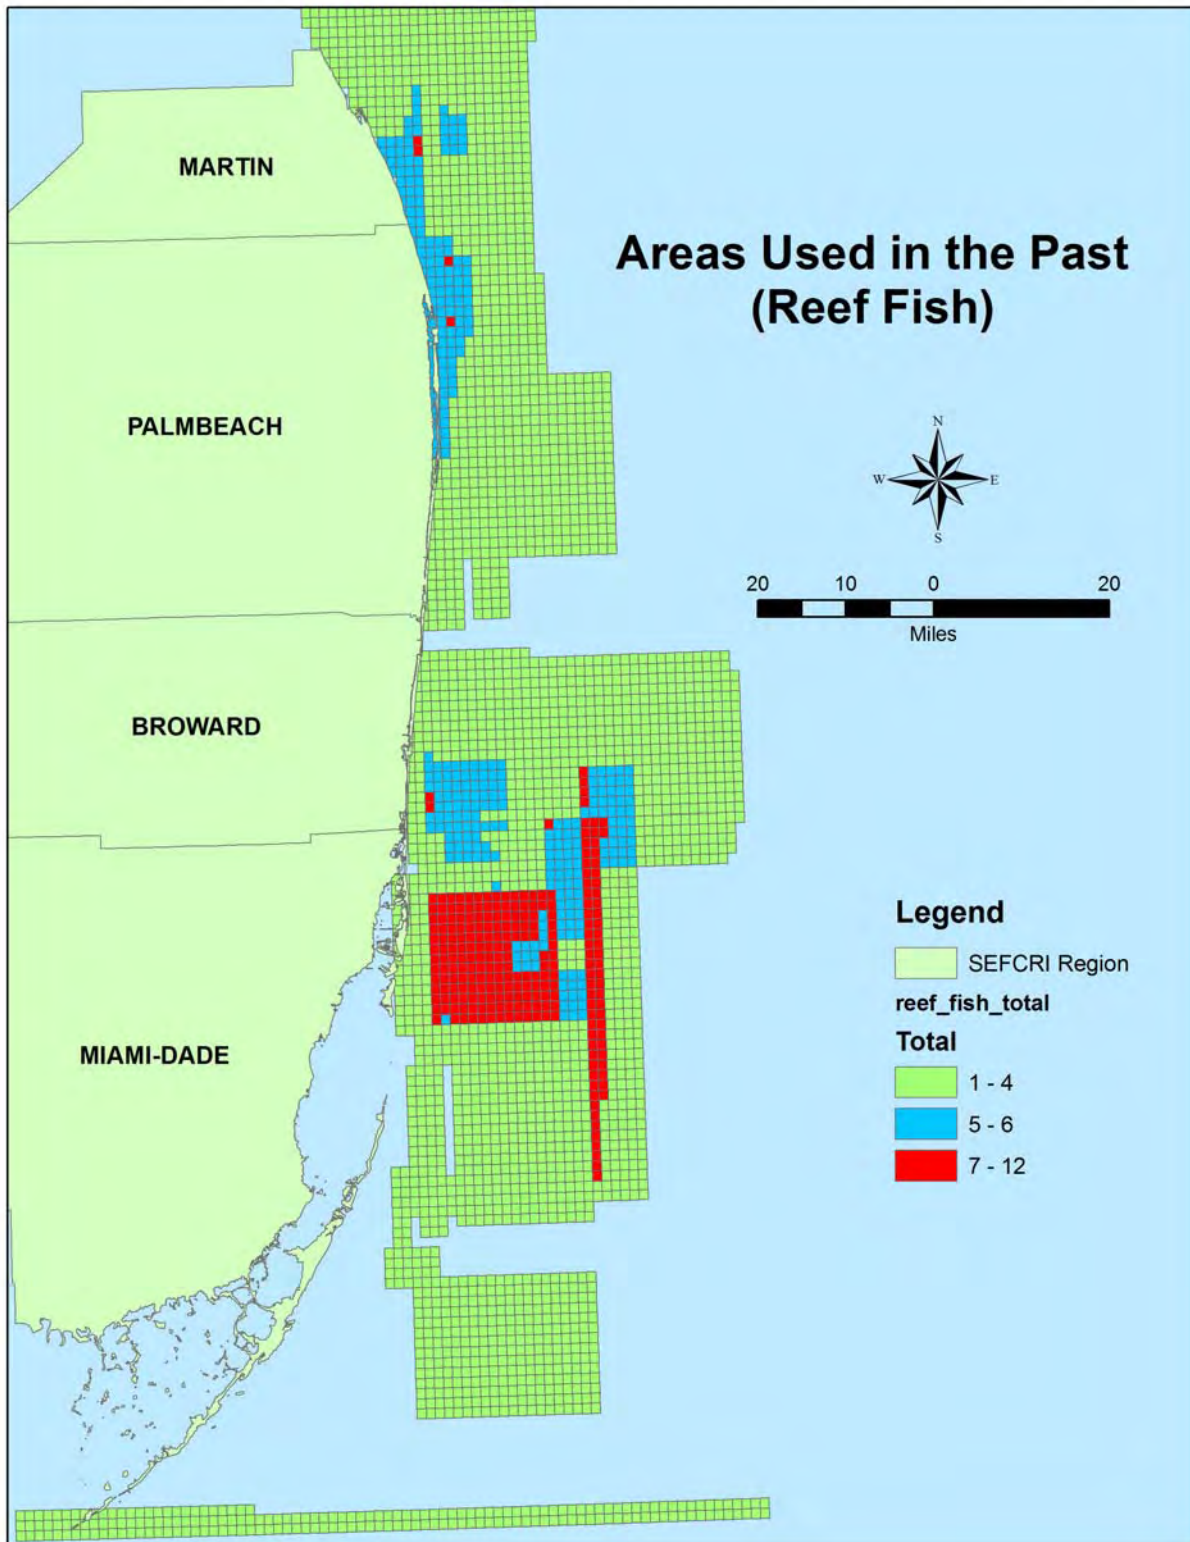 MARTIN
Areas Used in the Past
(Reef Fish)
PALMBEACH
N
W E
S
20 10 0 20
Miles
BROWARD
Legend
SEFCRI Region
reef_fish_total
Total
MIAMI-DADE
1 - 4
5 - 6
7 - 12